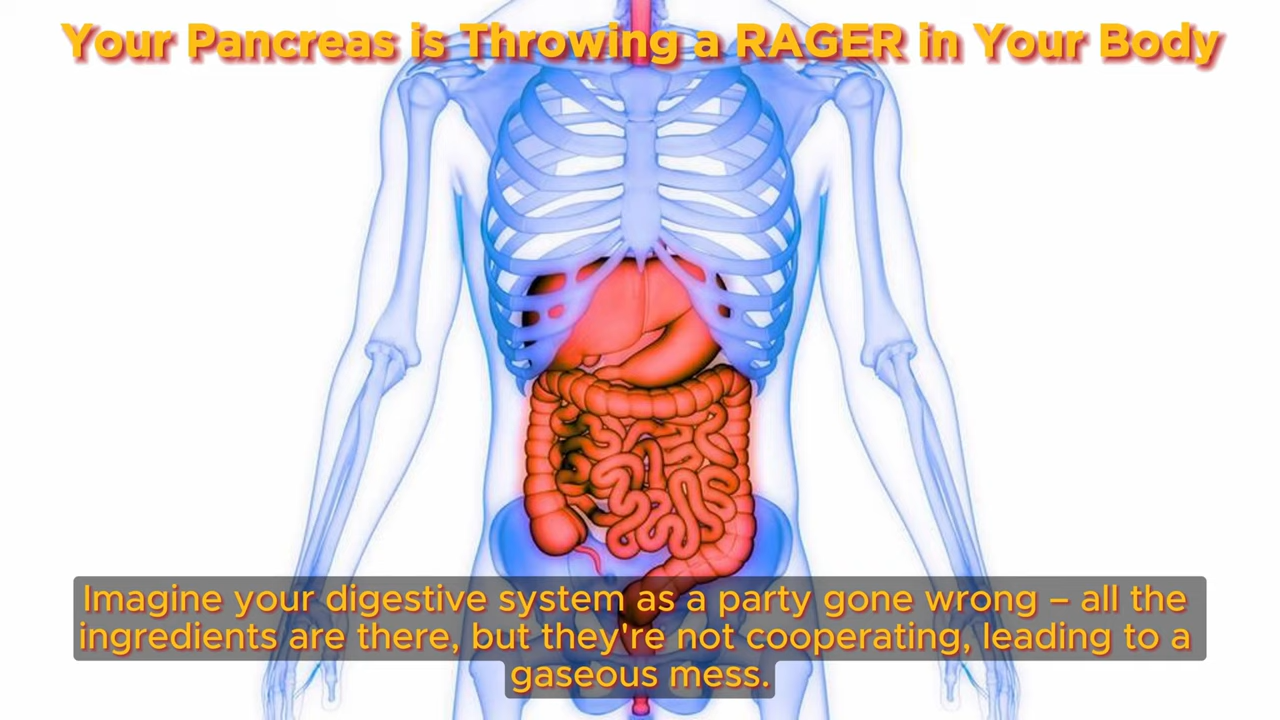 Your Pancreas is Throwing a RAGER in Your Body
Imagine your digestive system as a party gone wrong – all the
ingredients are there, but they're not cooperating, leading to a
gaseous mess.